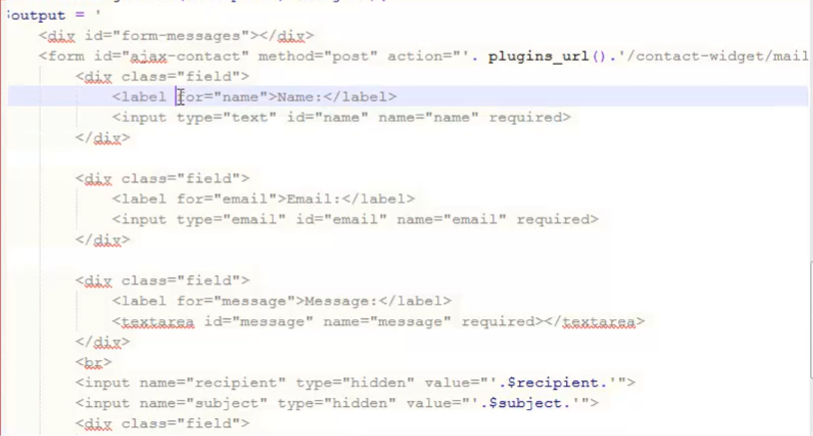 $output = '
<div id="form-messages"></div>
<form id="ajax-contact" method="post" action="'. plugins_url().'/contact-widget/mail
<div class="field">
<label for="name">Name:</label>
<input type="text" id="name" name="name" required>
</div>
<div class="field">
<label for="email">Email:</label>
<input type="email" id="email" name="email" required>
</div>
<div class="field">
<label for="message">Message:</label>
<textarea id="message" name="message" required></textarea>
</div>
<br>
<input name="recipient" type="hidden" value="'.$recipient.'">
<input name="subject" type="hidden" value="'.$subject.'">
<div class="field">